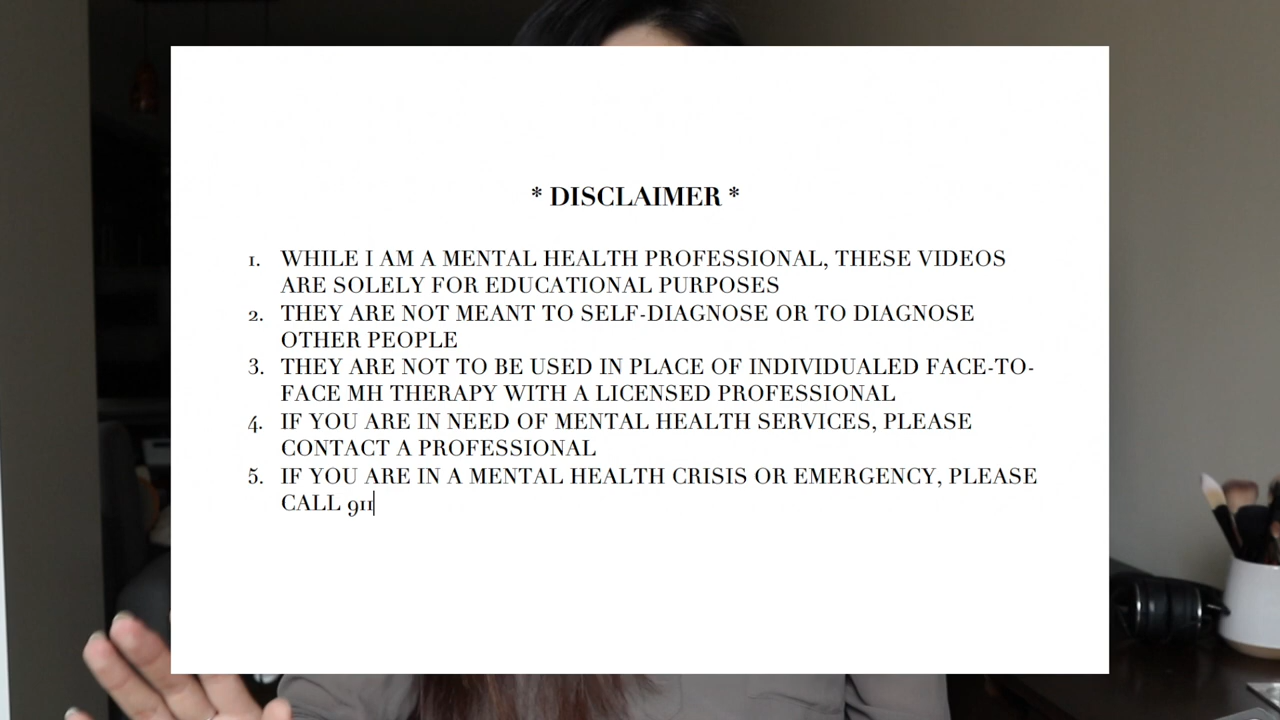 * DISCLAIMER *
1. WHILE I AM A MENTAL HEALTH PROFESSIONAL, THESE VIDEOS
ARE SOLELY FOR EDUCATIONAL PURPOSES
2. THEY ARE NOT MEANT TO SELF-DIAGNOSE OR TO DIAGNOSE
OTHER PEOPLE
3. THEY ARE NOT TO BE USED IN PLACE OF INDIVIDUALED FACE-TO-
FACE MH THERAPY WITH A LICENSED PROFESSIONAL
4. IF YOU ARE IN NEED OF MENTAL HEALTH SERVICES, PLEASE
CONTACT A PROFESSIONAL
5. IF YOU ARE IN A MENTAL HEALTH CRISIS OR EMERGENCY, PLEASE
CALL 911